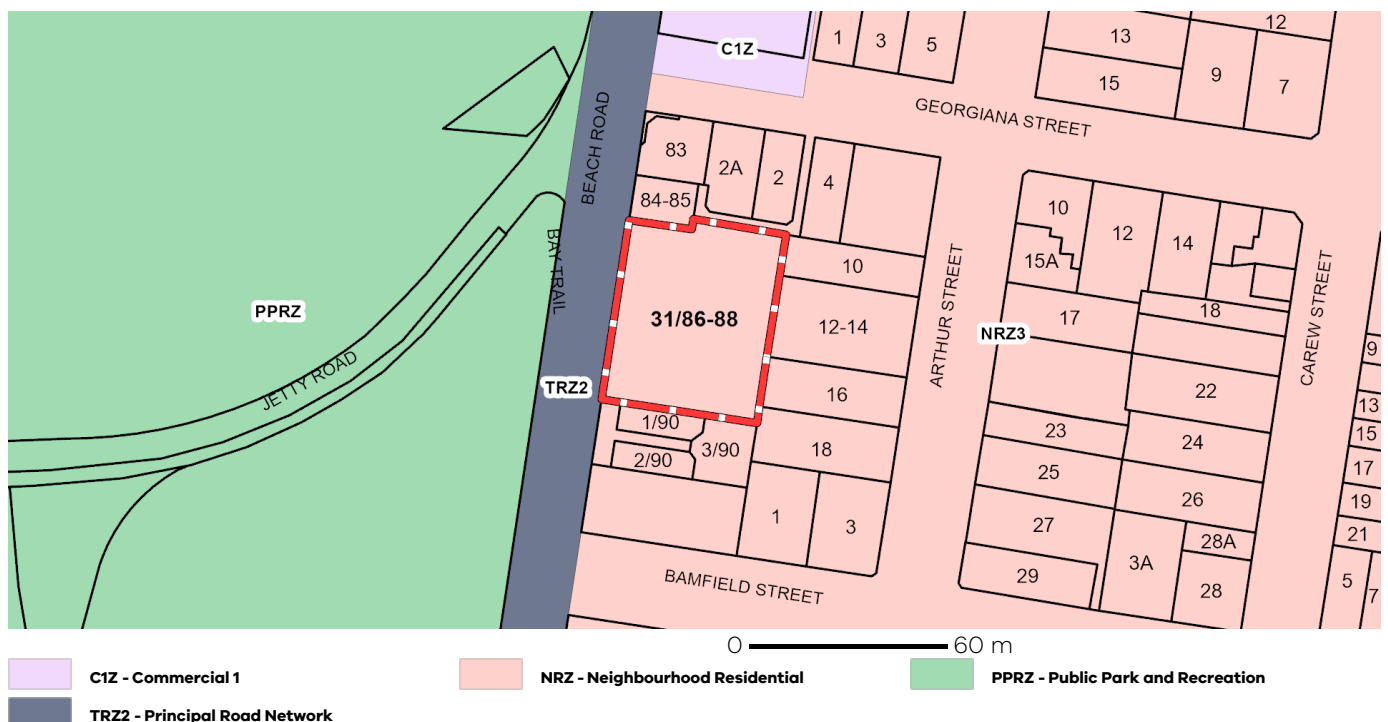 C1Z
1
3
5
13
15
12
9
7
GEORGIANA STREET
BEACH ROAD
83
2A
2
4
84-85
10
12
14
15A
BAY TRAIL
PPRZ
31/86-88
10
12-14
ARTHUR STREET
NRZ3
17
18
CAREW STREET
9
JETTY ROAD
TRZ2
16
22
13
1/90
3/90
2/90
18
23
24
15
25
26
17
19
1
3
27
28A
21
BAMFIELD STREET
29
3A
28
5
7
0 60 m
C1Z - Commercial 1
NRZ - Neighbourhood Residential
PPRZ - Public Park and Recreation
TRZ2 - Principal Road Network